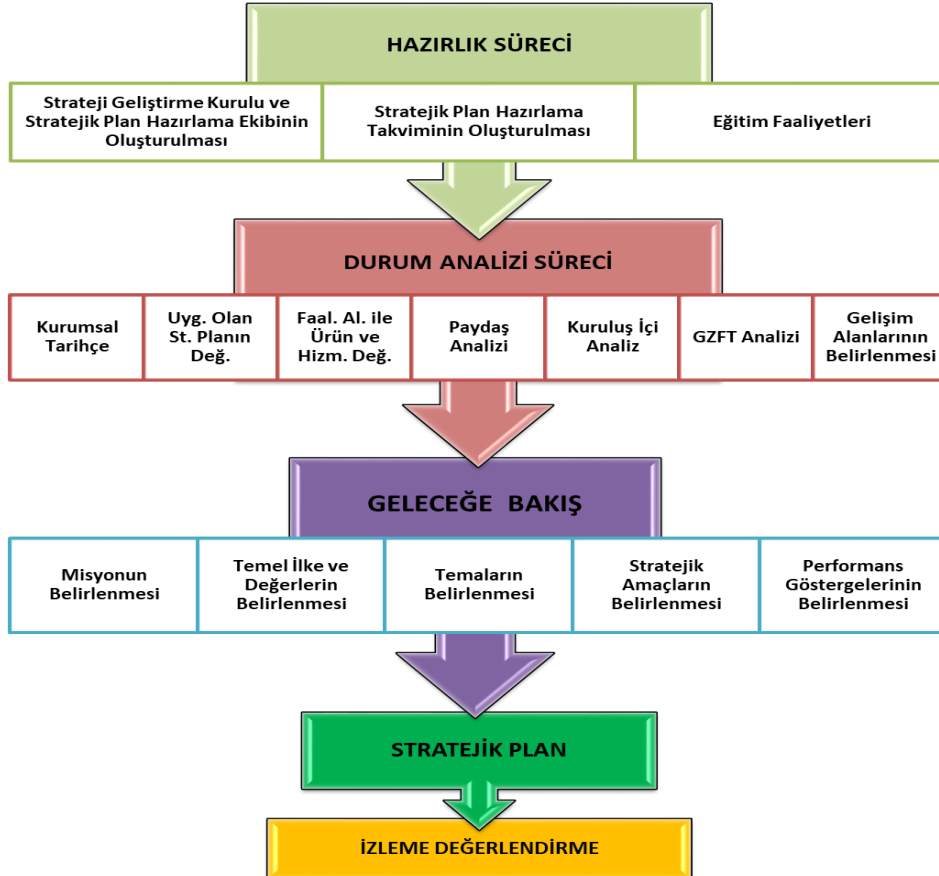 HAZIRLIK SÜRECİ
Strateji Geliştirme Kurulu ve
Stratejik Plan Hazırlama Ekibinin
Oluşturulması
Stratejik Plan Hazırlama
Takviminin Oluşturulması
Eğitim Faaliyetleri
DURUM ANALİZİ SÜRECİ
Kurumsal
Tarihçe
Uyg. Olan
St. Planın
Değ.
Faal. Al. ile
Ürün ve
Hizm. Değ.
Paydaş
Analizi
Kuruluş İçi
Analiz
GZFT Analizi
Gelişim
Alanlarının
Belirlenmesi
GELECEĞE BAKIŞ
Misyonun
Belirlenmesi
Temel İlke ve
Değerlerin
Belirlenmesi
Temaların
Belirlenmesi
Stratejik
Amaçların
Belirlenmesi
Performans
Göstergelerinin
Belirlenmesi
STRATEJİK PLAN
İZLEME DEĞERLENDİRME